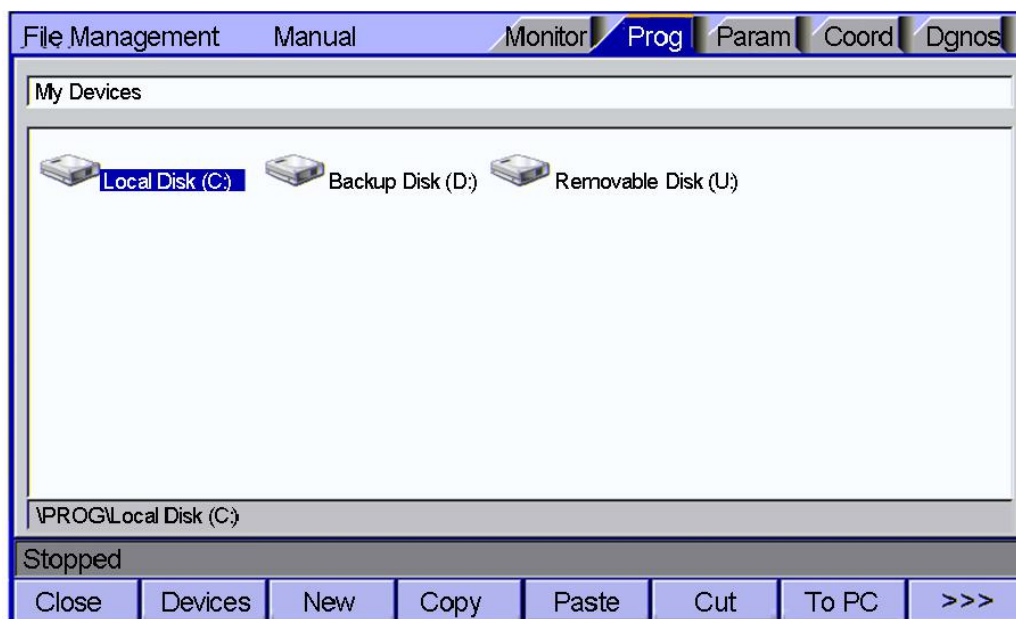 File Management Manual Monitor Prog Param Coord Dgnos
My Devices
Local Disk (C:) Backup Disk (D:) Removable Disk (U:)
\PROG\Local Disk (C:)
Stopped
Close Devices New Copy Paste Cut To PC >>>